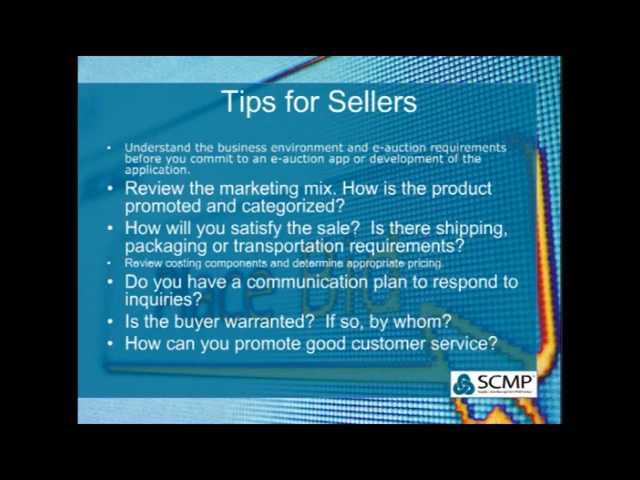 Tips for Sellers
• Understand the business environment and e-auction requirements
before you commit to an e-auction app or development of the
application.
• Review the marketing mix. How is the product
promoted and categorized?
• How will you satisfy the sale? Is there shipping,
packaging or transportation requirements?
• Review costing components and determine appropriate pricing.
• Do you have a communication plan to respond to
inquiries?
• Is the buyer warranted? If so, by whom?
• How can you promote good customer service?
Bid
SCMP